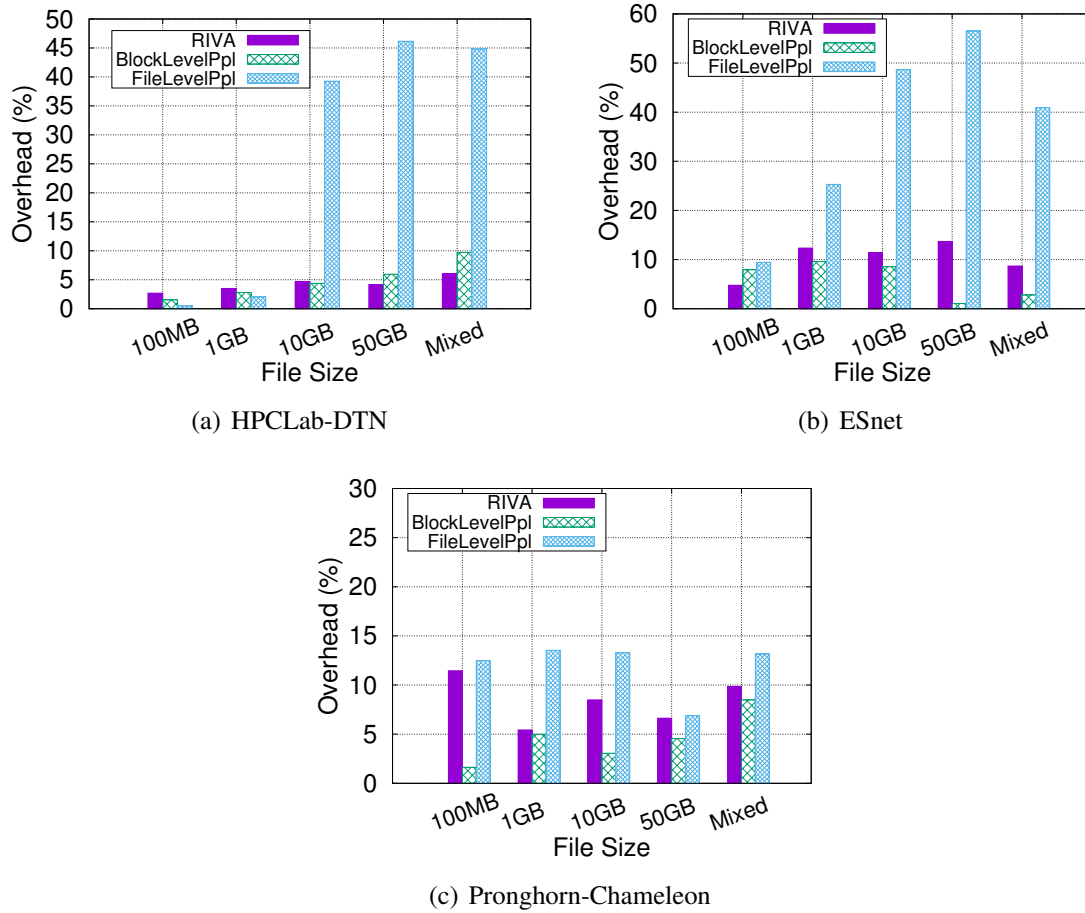 50
45
40
35
30
25
20
15
10
5
0
Overhead (%)
RIVA
BlockLevelPpl
FileLevelPpl
100MB 1GB 10GB 50GB Mixed
File Size
(a) HPCLab-DTN
60
50
40
30
20
10
0
Overhead (%)
RIVA
BlockLevelPpl
FileLevelPpl
100MB 1GB 10GB 50GB Mixed
File Size
(b) ESnet
30
25
20
15
10
5
0
Overhead (%)
RIVA
BlockLevelPpl
FileLevelPpl
100MB 1GB 10GB 50GB Mixed
File Size
(c) Pronghorn-Chameleon